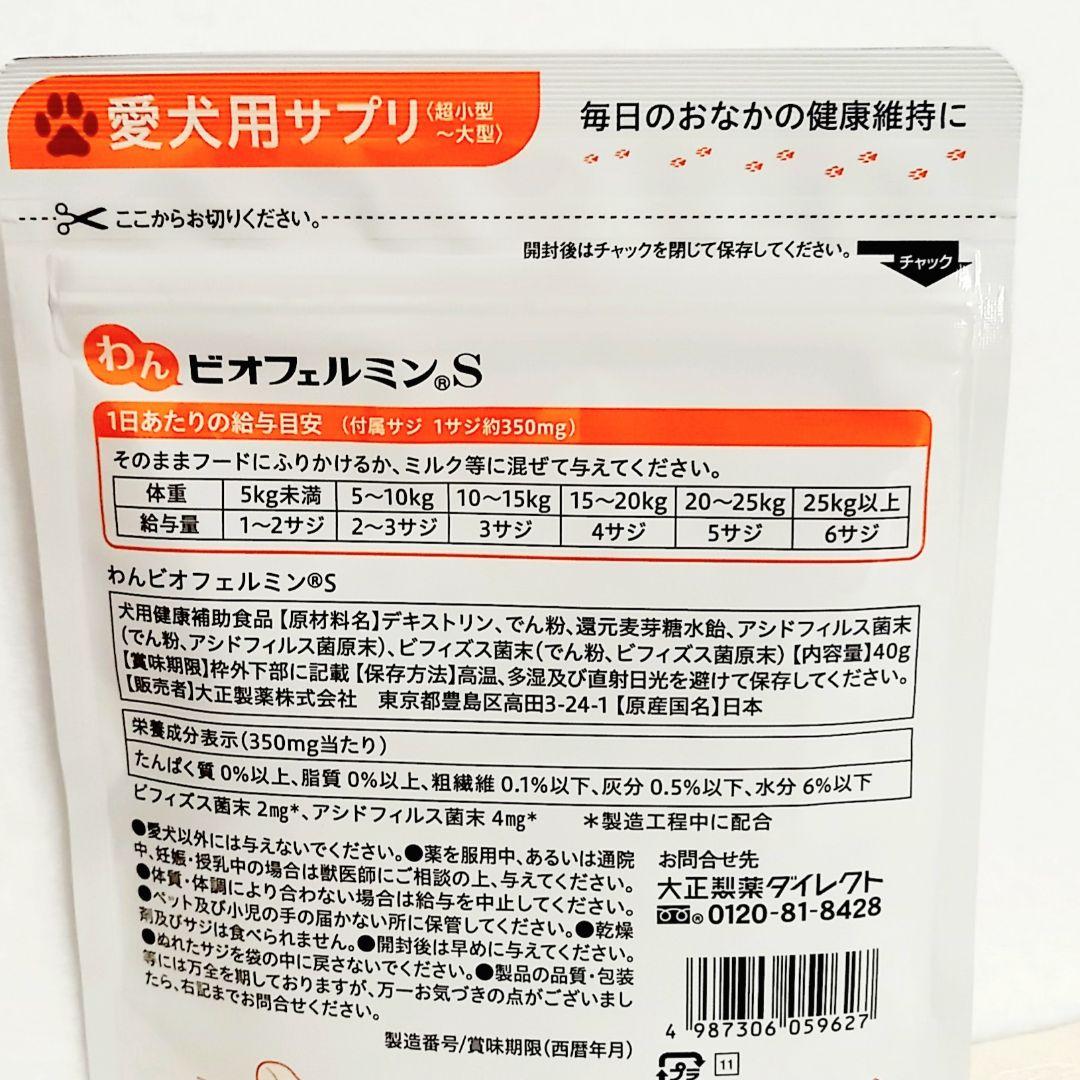 愛犬用サプリ〈超小型
〜大型〉
毎日のおなかの健康維持に
ここからお切りください。
開封後はチャックを閉じて保存してください。
チャック
わん ビオフェルミン®S
1日あたりの給与目安 (付属サジ 1サジ約350mg)
そのままフードにふりかけるか、ミルク等に混ぜて与えてください。
体重 5kg未満 5〜10kg 10〜15kg 15〜20kg 20〜25kg 25kg以上
給与量 1〜2サジ 2〜3サジ 3サジ 4サジ 5サジ 6サジ
わんビオフェルミン®S
犬用健康補助食品【原材料名】デキストリン、でん粉、還元麦芽糖水飴、アシドフィルス菌末
(でん粉、アシドフィルス菌原末)、ビフィズス菌末(でん粉、ビフィズス菌原末)【内容量】40g
【賞味期限】枠外下部に記載【保存方法】高温、多湿及び直射日光を避けて保存してください。
【販売者】大正製薬株式会社 東京都豊島区高田3-24-1【原産国名】日本
栄養成分表示(350mg当たり)
たんぱく質 0%以上、脂質 0%以上、粗繊維 0.1%以下、灰分 0.5%以下、水分 6%以下
ビフィズス菌末 2mg*、アシドフィルス菌末 4mg* *製造工程中に配合
●愛犬以外には与えないでください。●薬を服用中、あるいは通院
中、妊娠・授乳中の場合は獣医師にご相談の上、与えてください。
●体質・体調により合わない場合は給与を中止してください。
●ペット及び小児の手の届かない所に保管してください。●乾燥
剤及びサジは食べられません。●開封後は早めに与えてください。
●ぬれたサジを袋の中に戻さないでください。●製品の品質・包装
等には万全を期しておりますが、万一お気づきの点がございまし
たら、右記までお問合せください。
お問合せ先
大正製薬ダイレクト
®0120-81-8428
4 987306 059627
製造番号/賞味期限(西暦年月)
プラ
11